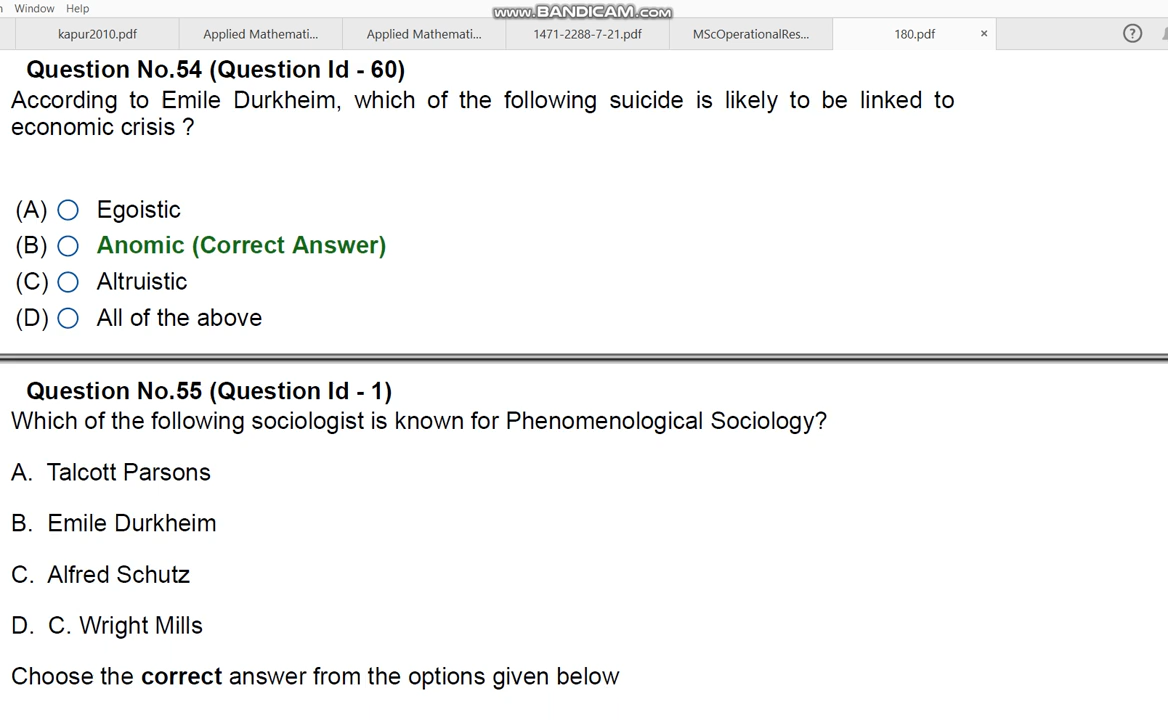 Window Help
www.BANDICAM.com
kapur2010.pdf
Applied Mathemati...
Applied Mathemati...
1471-2288-7-21.pdf
MScOperationalRes...
180.pdf ×
?
Question No.54 (Question Id - 60)
According to Emile Durkheim, which of the following suicide is likely to be linked to
economic crisis ?
(A) Egoistic
(B) Anomic (Correct Answer)
(C) Altruistic
(D) All of the above
Question No.55 (Question Id - 1)
Which of the following sociologist is known for Phenomenological Sociology?
A. Talcott Parsons
B. Emile Durkheim
C. Alfred Schutz
D. C. Wright Mills
Choose the correct answer from the options given below